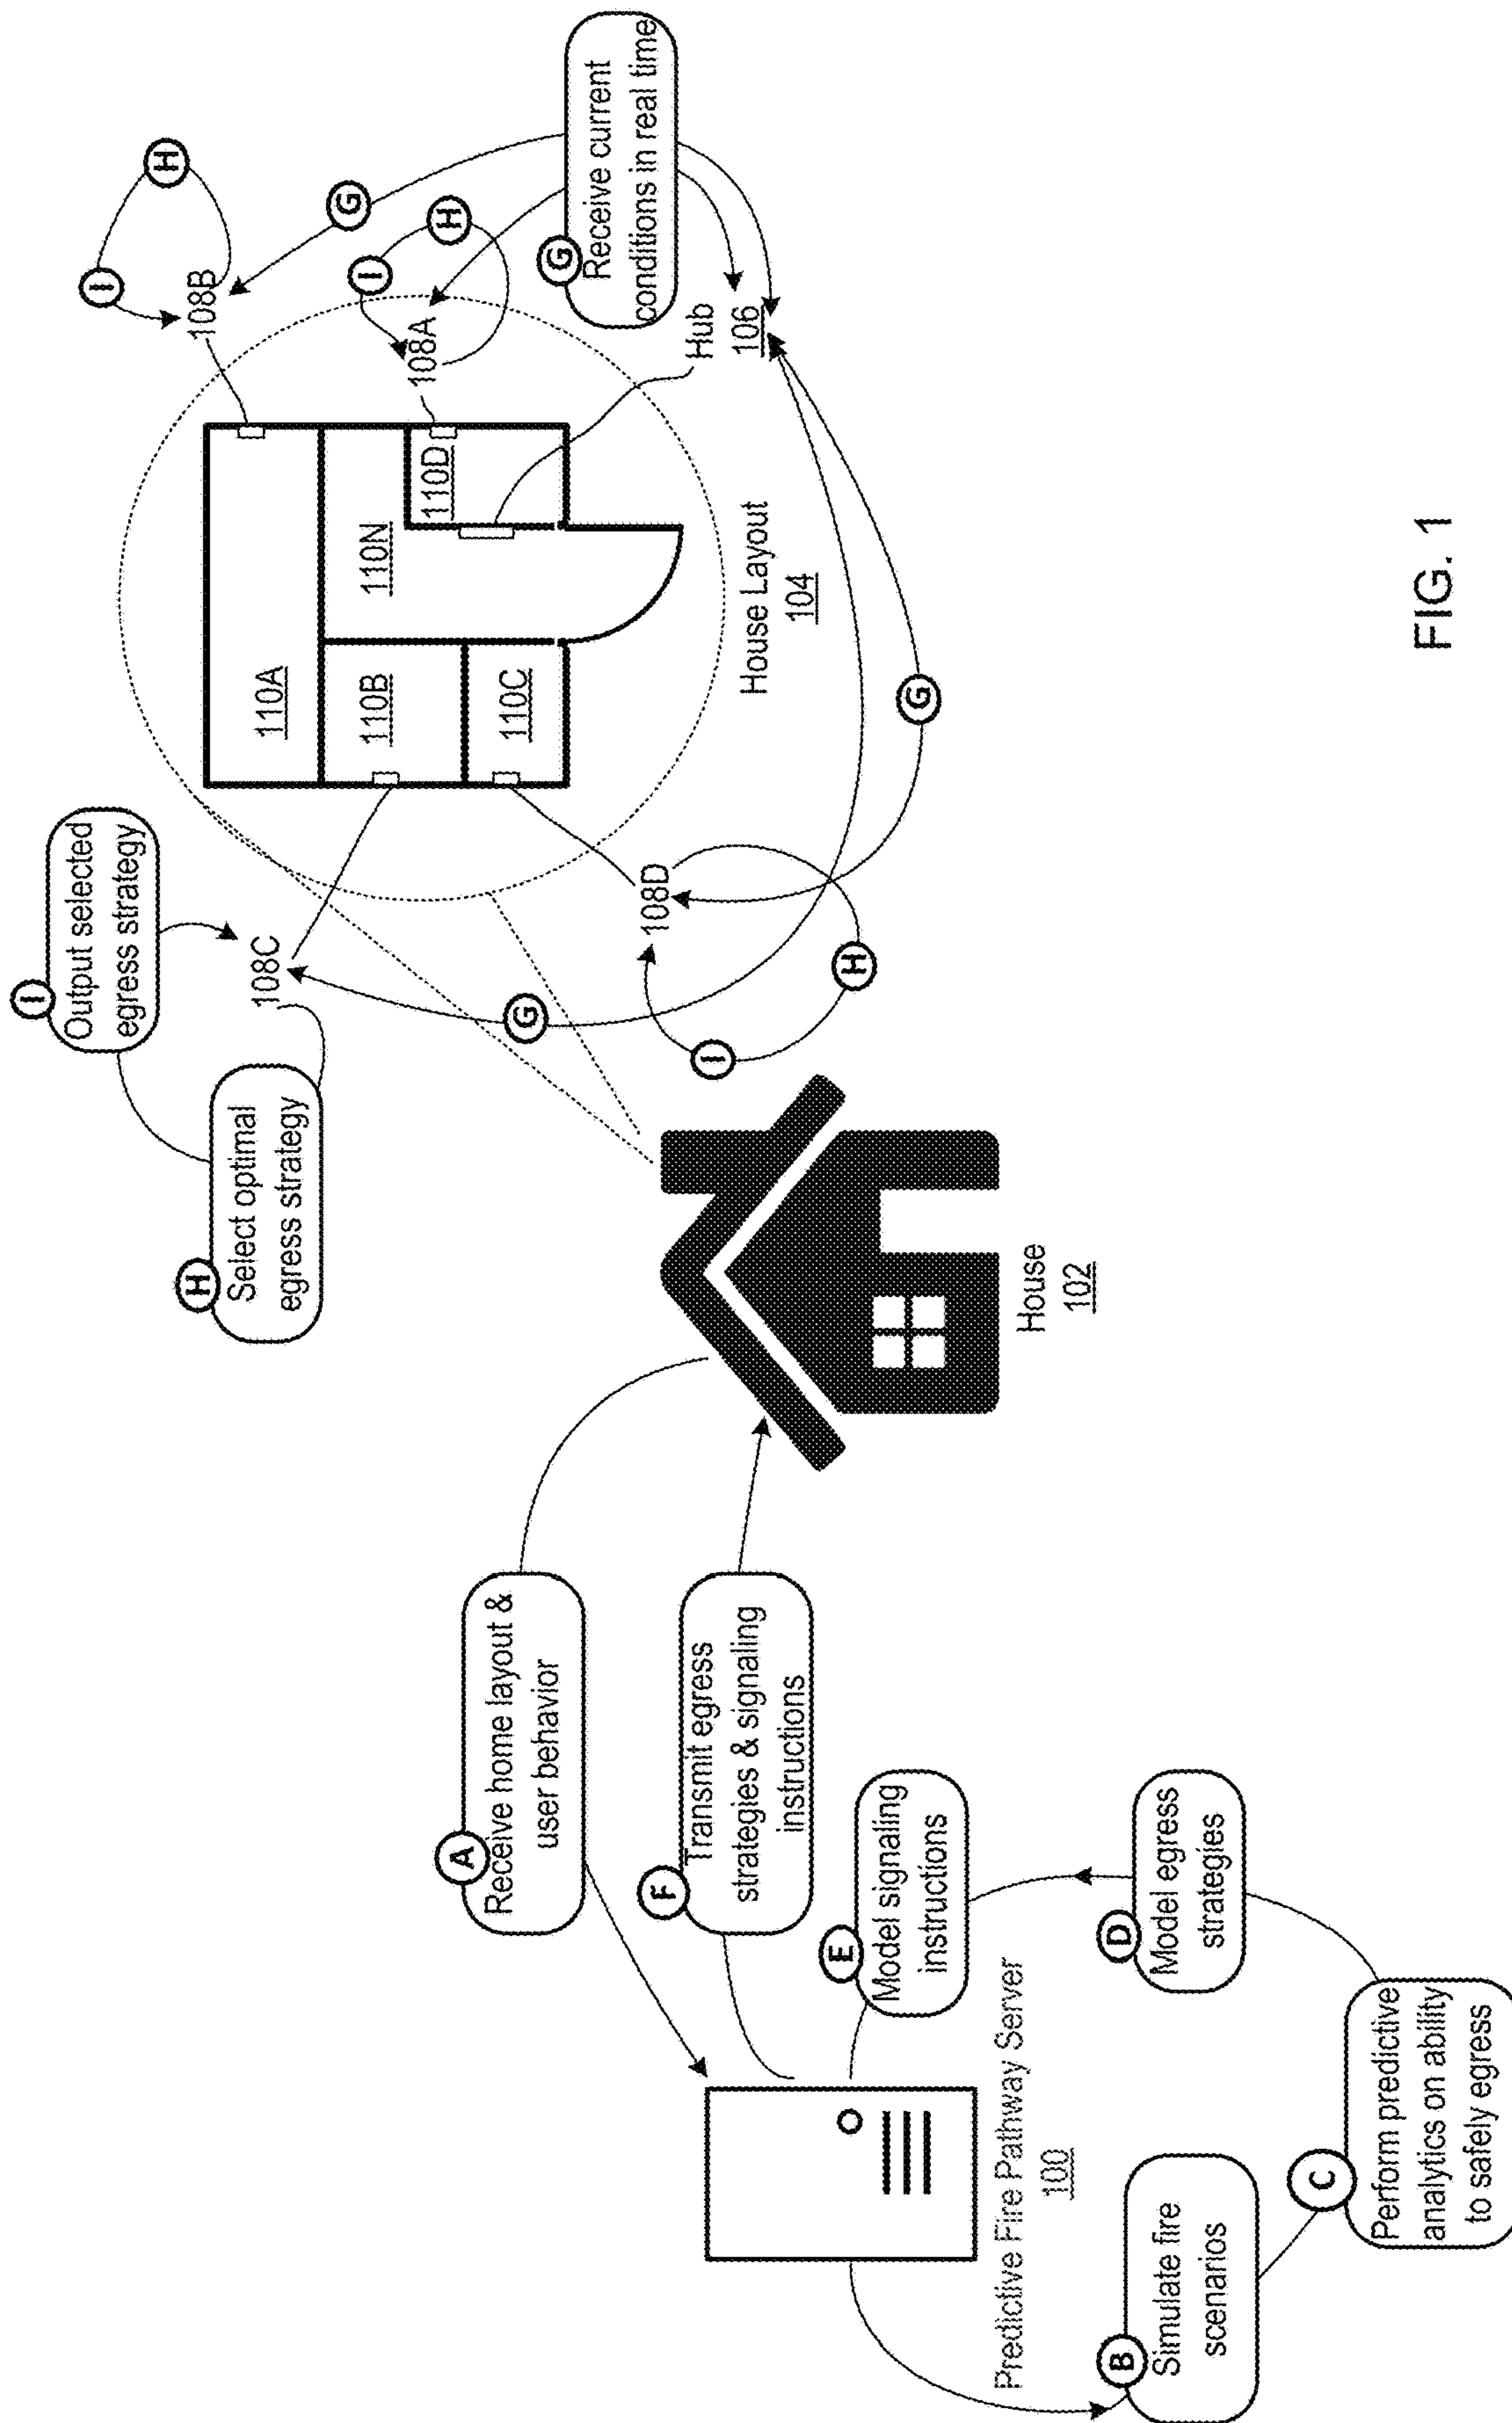 A
Receive home layout &
user behavior
F
Transmit egress
strategies & signaling
instructions
E
Model signaling
instructions
D
Model egress
strategies
C
Perform predictive
analytics on ability
to safely egress
B
Simulate fire
scenarios
Predictive Fire Pathway Server
100
House
102
H
Select optimal
egress strategy
I
Output selected
egress strategy
108C
G
I
108D
H
G
110A
110B
110C
110N
110D
House Layout
104
I
H
108B
G
I
H
108A
G
Receive current
conditions in real time
Hub
106
FIG. 1